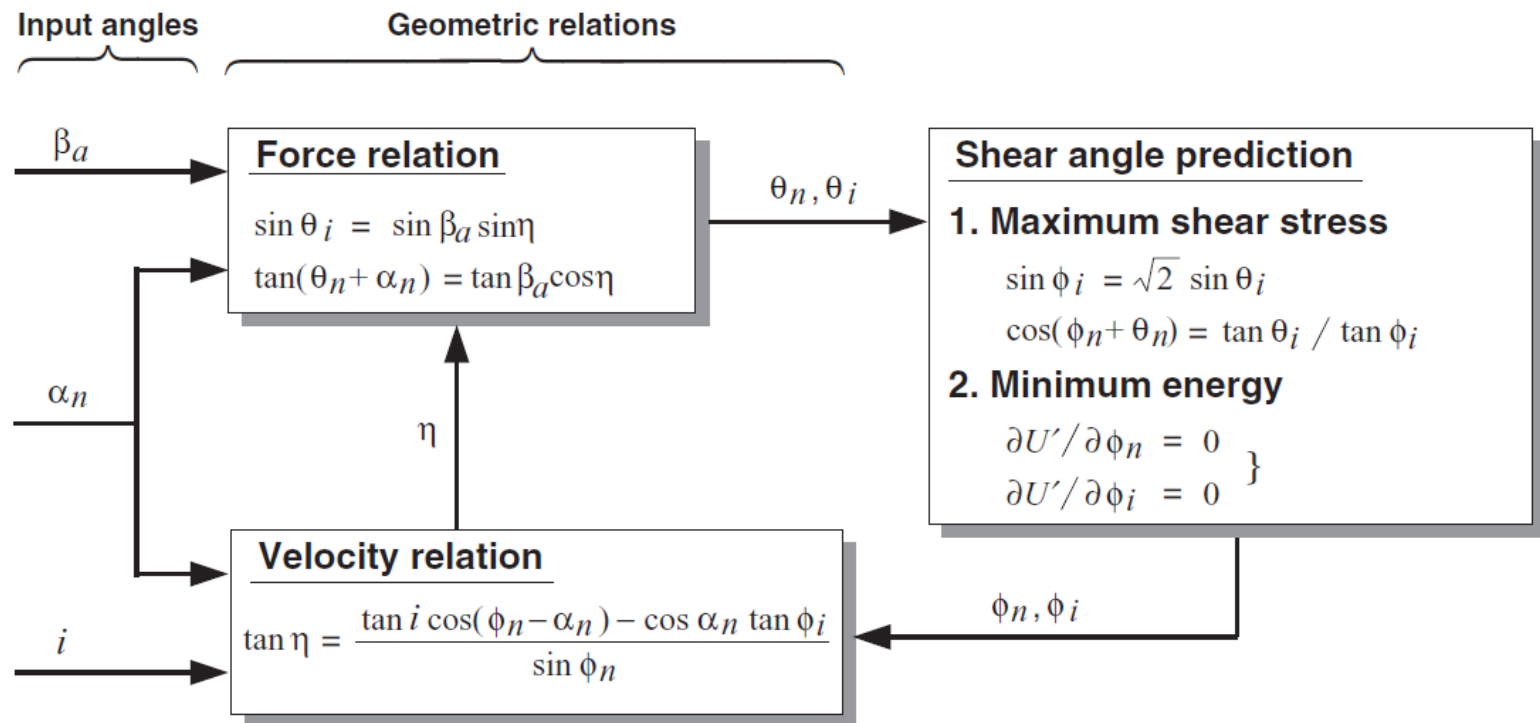 Input angles
Geometric relations
βa
αn
i
Force relation
sin θi = sin βa sinη
tan(θn + αn) = tan βa cosη
η
Velocity relation
tan η = (tan i cos(ϕn − αn) − cos αn tan ϕi) / sin ϕn
θn, θi
Shear angle prediction
1. Maximum shear stress
sin ϕi = √2 sin θi
cos(ϕn + θn) = tan θi / tan ϕi
2. Minimum energy
∂U′/∂ϕn = 0
∂U′/∂ϕi = 0 }
ϕn, ϕi